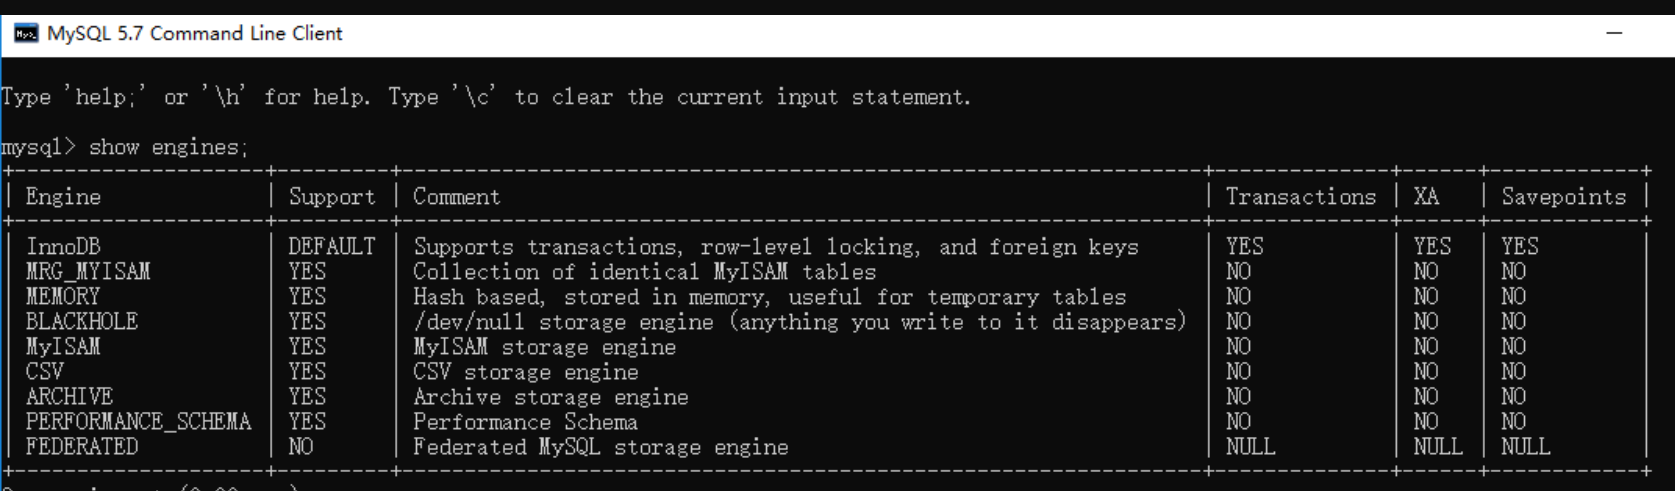 MySQL 5.7 Command Line Client
Type 'help;' or '\h' for help. Type '\c' to clear the current input statement.
mysql> show engines;
+--------------------+---------+----------------------------------------------------------------+--------------+------+------------+
| Engine | Support | Comment | Transactions | XA | Savepoints |
+--------------------+---------+----------------------------------------------------------------+--------------+------+------------+
| InnoDB | DEFAULT | Supports transactions, row-level locking, and foreign keys | YES | YES | YES |
| MRG_MYISAM | YES | Collection of identical MyISAM tables | NO | NO | NO |
| MEMORY | YES | Hash based, stored in memory, useful for temporary tables | NO | NO | NO |
| BLACKHOLE | YES | /dev/null storage engine (anything you write to it disappears) | NO | NO | NO |
| MyISAM | YES | MyISAM storage engine | NO | NO | NO |
| CSV | YES | CSV storage engine | NO | NO | NO |
| ARCHIVE | YES | Archive storage engine | NO | NO | NO |
| PERFORMANCE_SCHEMA | YES | Performance Schema | NO | NO | NO |
| FEDERATED | NO | Federated MySQL storage engine | NULL | NULL | NULL |
+--------------------+---------+----------------------------------------------------------------+--------------+------+------------+